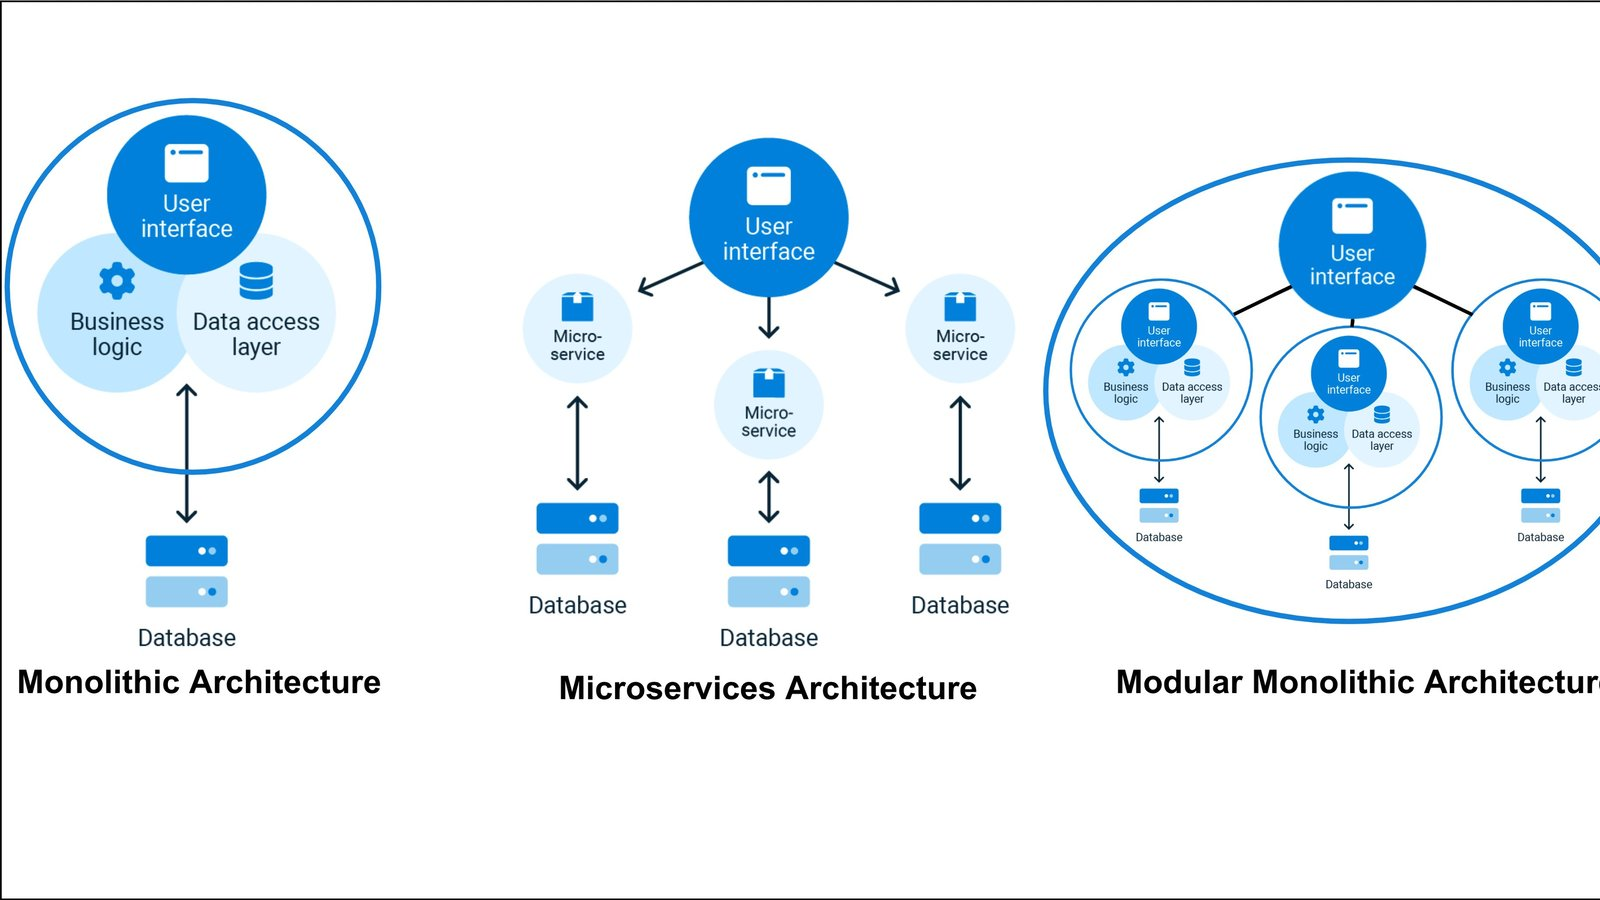 User
interface
Business
logic
Data access
layer
Database
Monolithic Architecture
User
interface
Micro-
service
Micro-
service
Micro-
service
Database
Database
Database
Microservices Architecture
User
interface
User
interface
Business
logic
Data access
layer
Database
User
interface
Business
logic
Data access
layer
Database
User
interface
Business
logic
Data access
layer
Database
Modular Monolithic Architecture